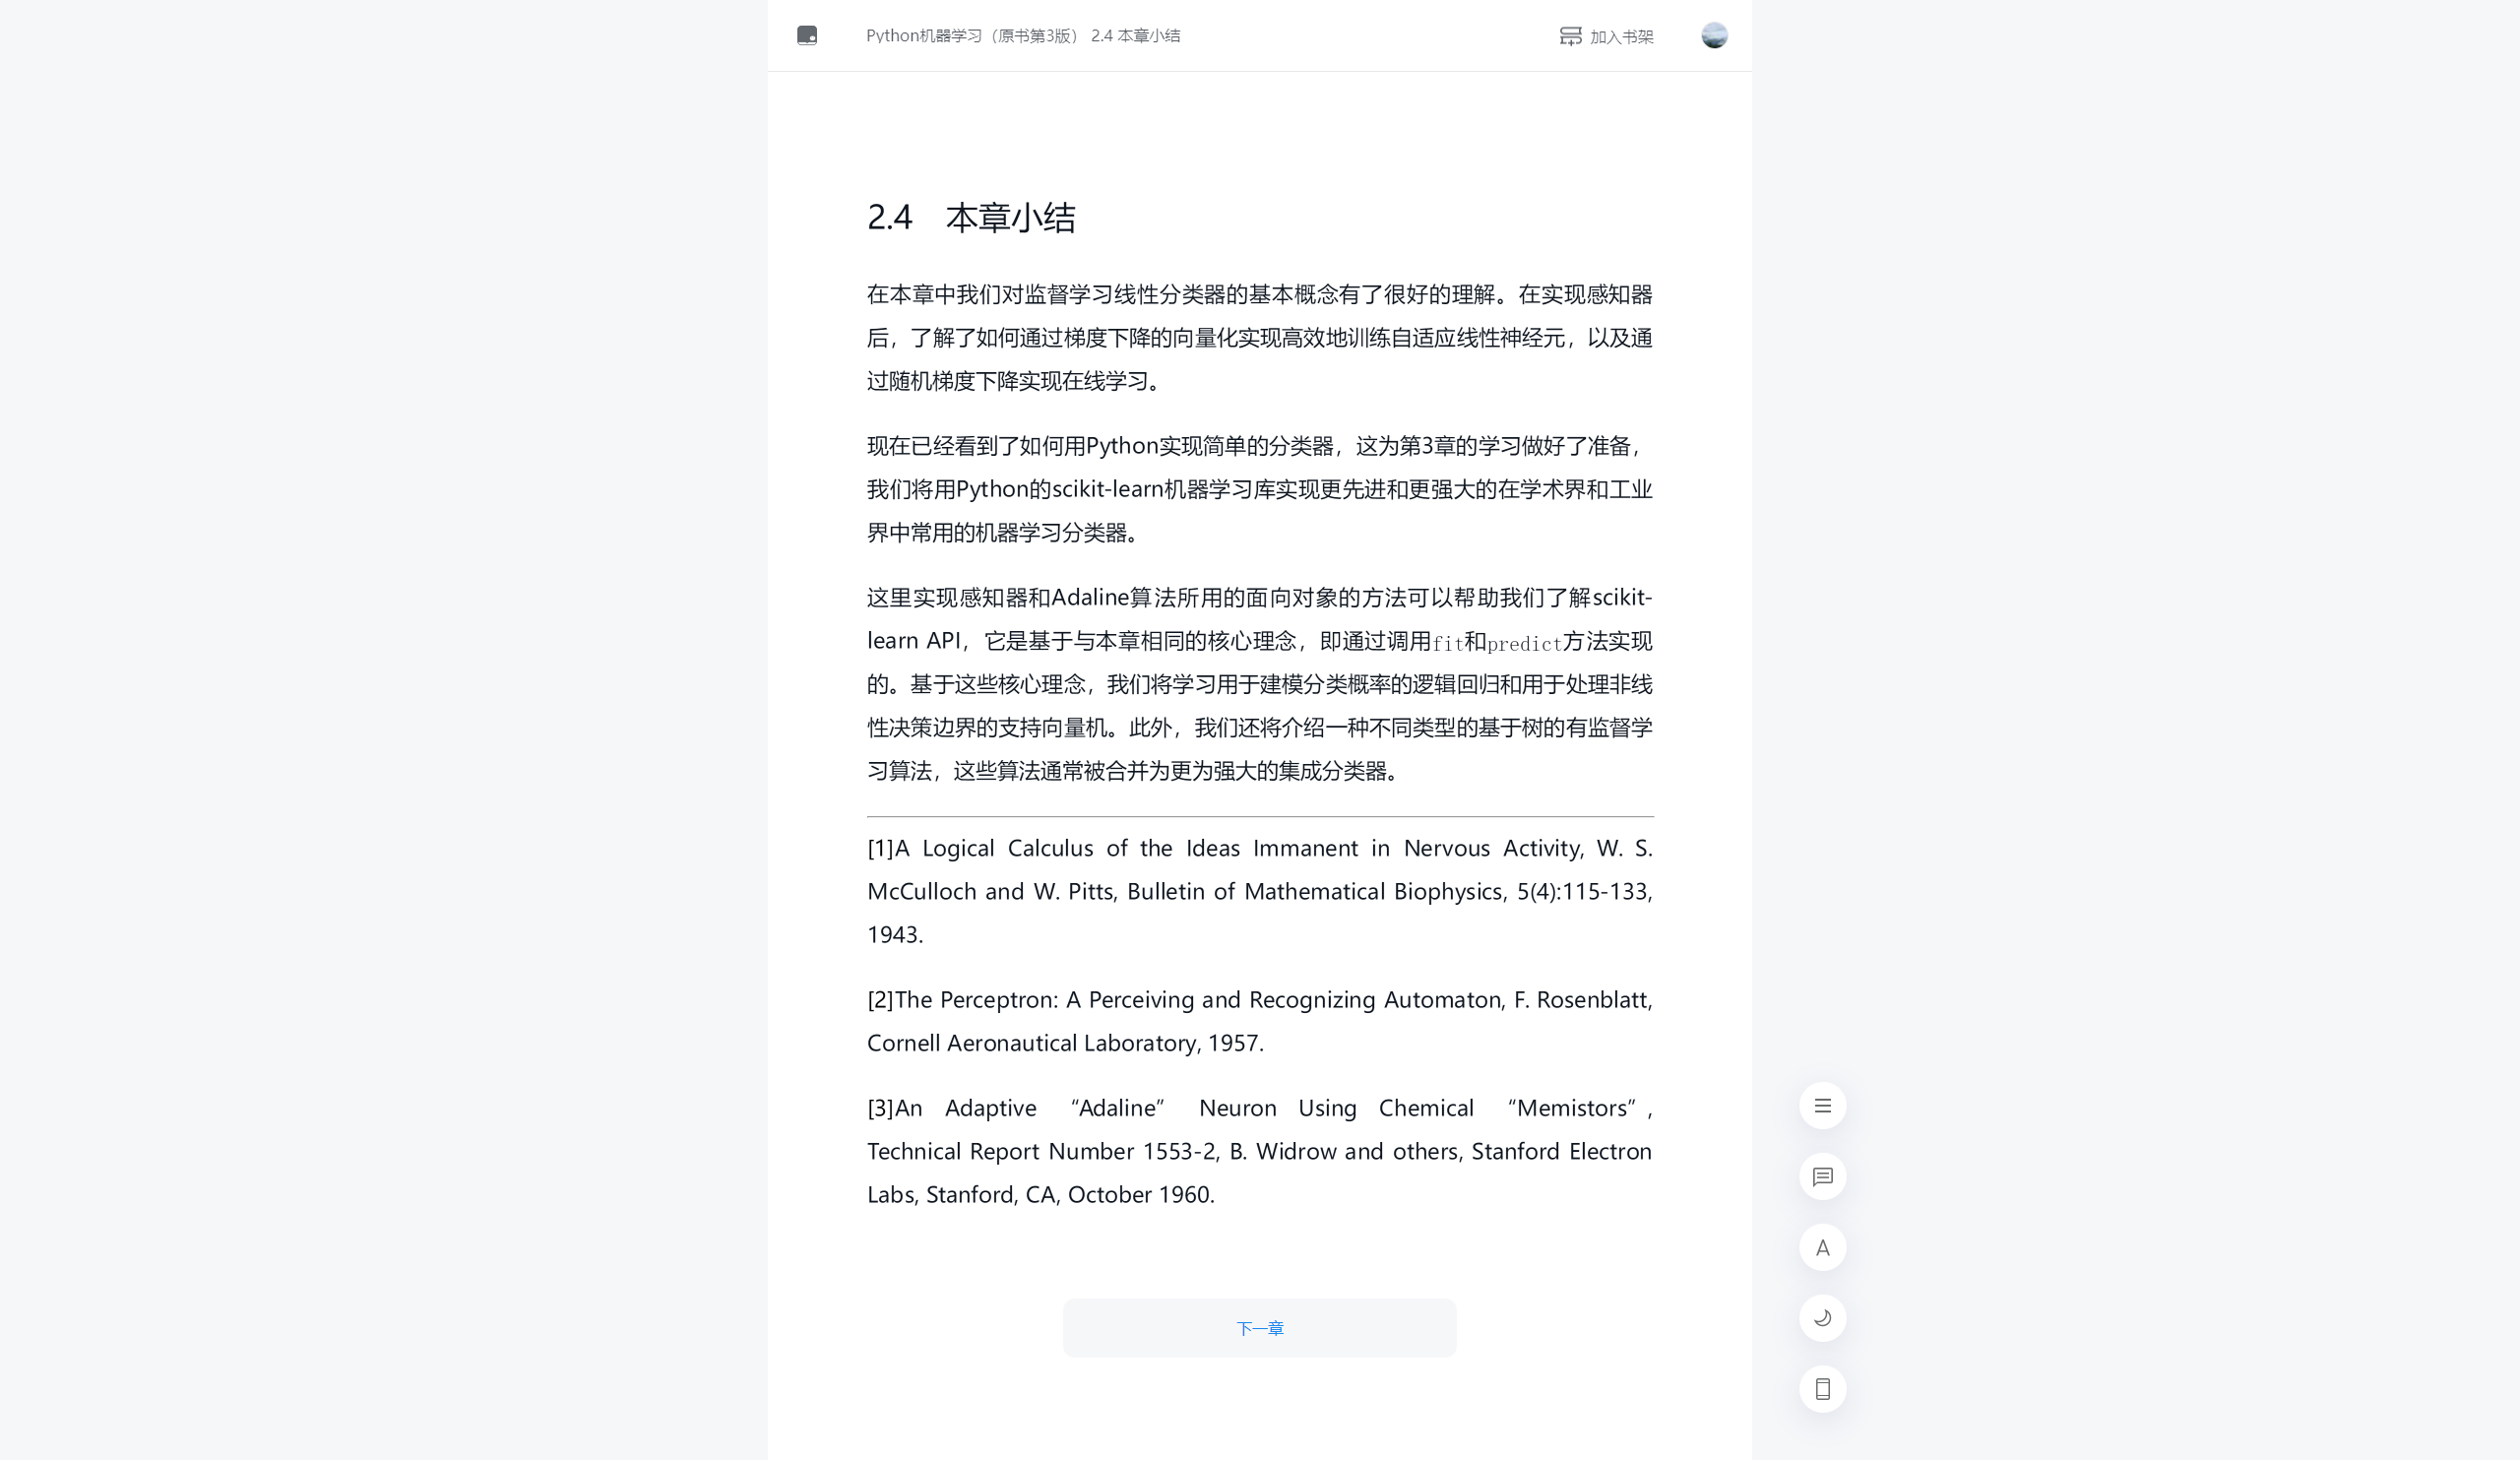 Python机器学习（原书第3版） 2.4 本章小结
加入书架
2.4 本章小结
在本章中我们对监督学习线性分类器的基本概念有了很好的理解。在实现感知器
后，了解了如何通过梯度下降的向量化实现高效地训练自适应线性神经元，以及通
过随机梯度下降实现在线学习。
现在已经看到了如何用Python实现简单的分类器，这为第3章的学习做好了准备，
我们将用Python的scikit-learn机器学习库实现更先进和更强大的在学术界和工业
界中常用的机器学习分类器。
这里实现感知器和Adaline算法所用的面向对象的方法可以帮助我们了解scikit-
learn API，它是基于与本章相同的核心理念，即通过调用fit和predict方法实现
的。基于这些核心理念，我们将学习用于建模分类概率的逻辑回归和用于处理非线
性决策边界的支持向量机。此外，我们还将介绍一种不同类型的基于树的有监督学
习算法，这些算法通常被合并为更为强大的集成分类器。
[1]A Logical Calculus of the Ideas Immanent in Nervous Activity, W. S.
McCulloch and W. Pitts, Bulletin of Mathematical Biophysics, 5(4):115-133,
1943.
[2]The Perceptron: A Perceiving and Recognizing Automaton, F. Rosenblatt,
Cornell Aeronautical Laboratory, 1957.
[3]An Adaptive “Adaline” Neuron Using Chemical “Memistors”,
Technical Report Number 1553-2, B. Widrow and others, Stanford Electron
Labs, Stanford, CA, October 1960.
下一章